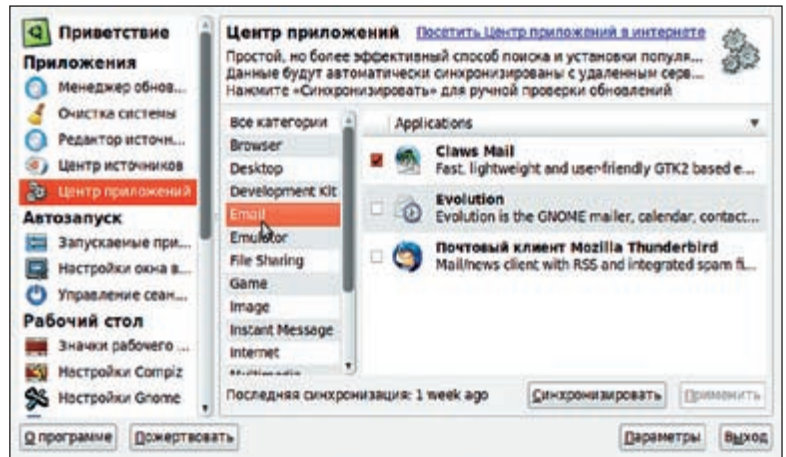 Приветствие
Приложения
Менеджер обнов...
Очистка системы
Редактор источн...
Центр источников
Центр приложений
Автозапуск
Запускаемые при...
Настройки окна в...
Управление сеан...
Рабочий стол
Значки рабочего ...
Настройки Compiz
Настройки Gnome
Центр приложений Посетить Центр приложений в интернете
Простой, но более эффективный способ поиска и установки популя...
Данные будут автоматически синхронизированы с удаленным серв...
Нажмите «Синхронизировать» для ручной проверки обновлений
Все категории
Browser
Desktop
Development Kit
Email
Emulator
File Sharing
Game
Image
Instant Message
Internet
Multimedia
Applications
Claws Mail
Fast, lightweight and user-friendly GTK2 based e...
Evolution
Evolution is the GNOME mailer, calendar, contact...
Почтовый клиент Mozilla Thunderbird
Mail/news client with RSS and integrated spam fi...
Последняя синхронизация: 1 week ago Синхронизировать Применить
О программе Пожертвовать Параметры Выход